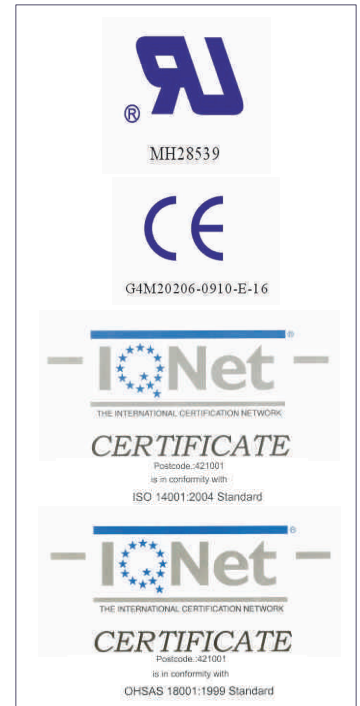 ®
MH28539
CE
G4M20206-0910-E-16
®
IQNet
THE INTERNATIONAL CERTIFICATION NETWORK
CERTIFICATE
Postcode.:421001
is in conformity with
ISO 14001:2004 Standard
®
IQNet
THE INTERNATIONAL CERTIFICATION NETWORK
CERTIFICATE
Postcode.:421001
is in conformity with
OHSAS 18001:1999 Standard